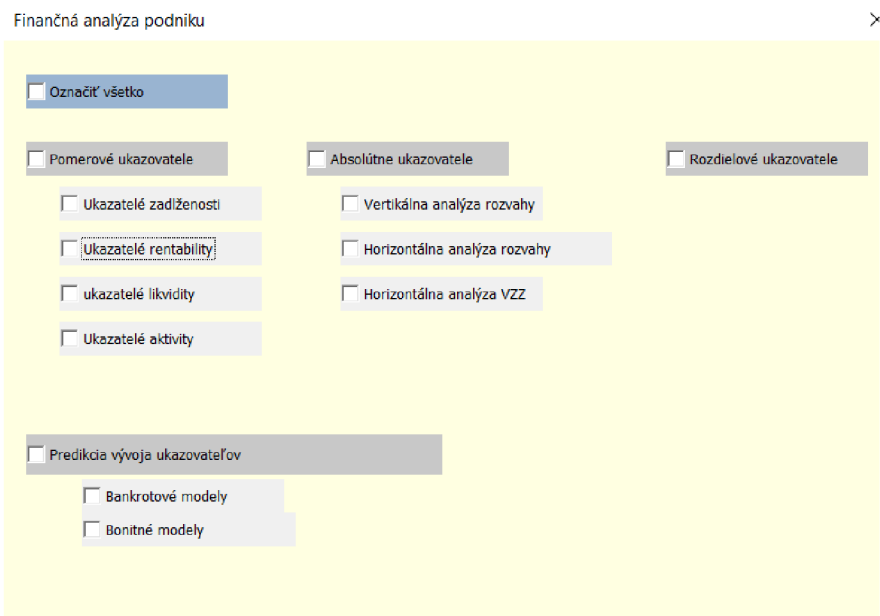 Finančná analýza podniku
Označiť všetko
Pomerové ukazovatele
Absolútne ukazovatele
Rozdielové ukazovatele
Ukazatelé zadlženosti
Vertikálna analýza rozvahy
Ukazatelé rentability
Horizontálna analýza rozvahy
ukazatelé likvidity
Horizontálna analýza VZZ
Ukazatelé aktivity
Predikcia vývoja ukazovateľov
Bankrotové modely
Bonitné modely